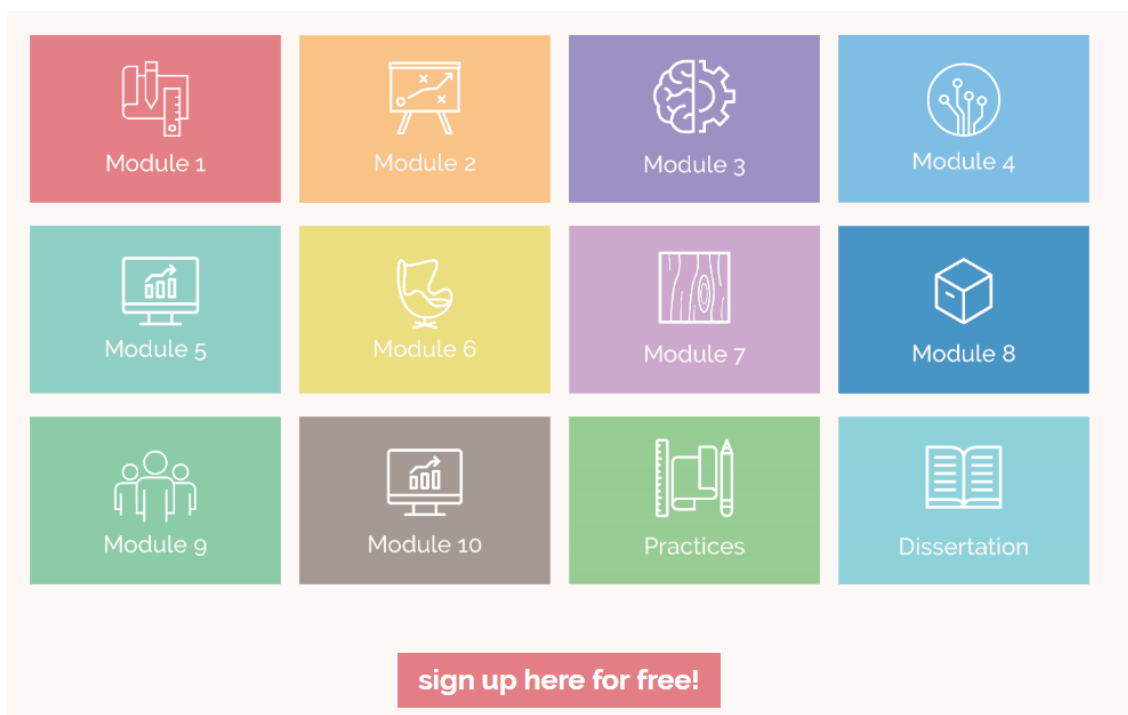 Module 1
Module 2
Module 3
Module 4
Module 5
Module 6
Module 7
Module 8
Module 9
Module 10
Practices
Dissertation
sign up here for free!